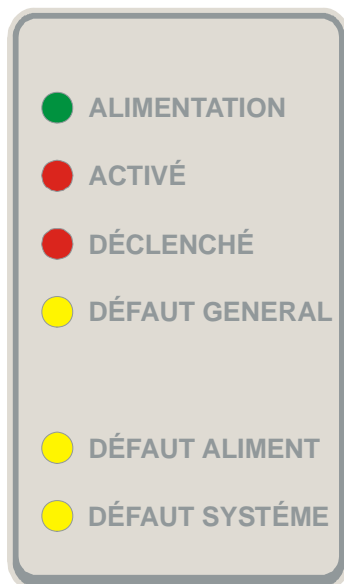 ALIMENTATION
ACTIVÉ
DÉCLENCHÉ
DÉFAUT GENERAL
DÉFAUT ALIMENT
DÉFAUT SYSTÉME